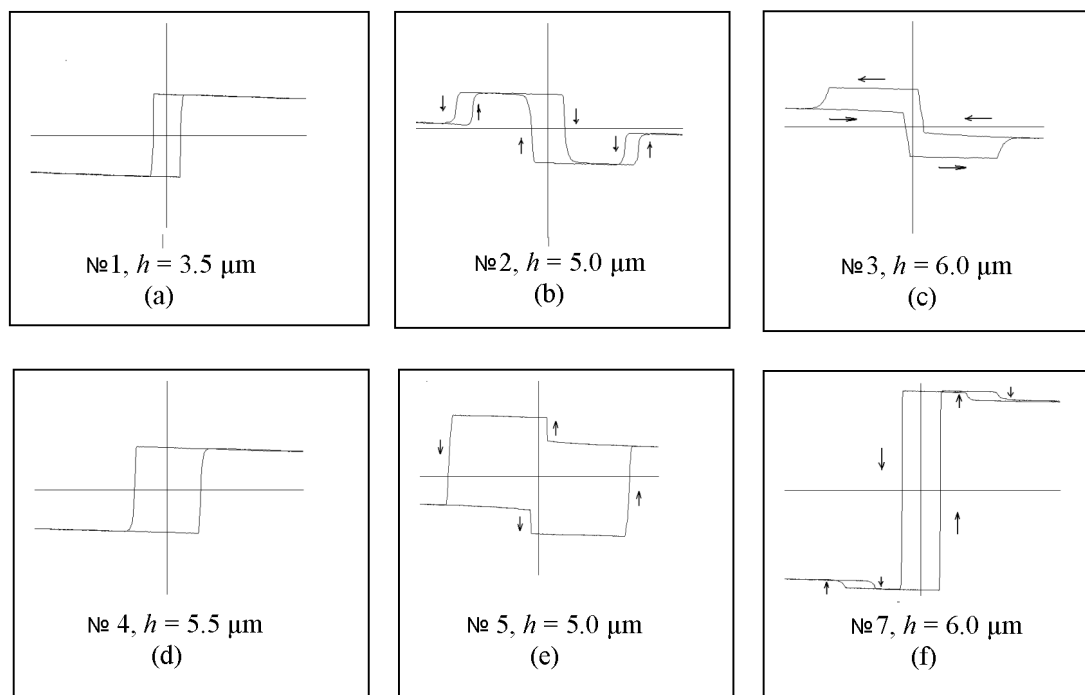 №1, h = 3.5 µm
(a)
№2, h = 5.0 µm
(b)
№3, h = 6.0 µm
(c)
№ 4, h = 5.5 µm
(d)
№ 5, h = 5.0 µm
(e)
№7, h = 6.0 µm
(f)